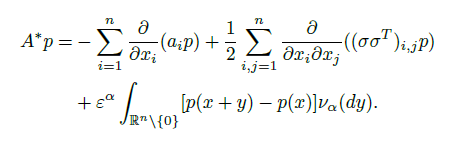 $A^*p = -\sum_{i=1}^{n} \frac{\partial}{\partial x_i}(a_i p) + \frac{1}{2} \sum_{i,j=1}^{n} \frac{\partial}{\partial x_i \partial x_j}((\sigma\sigma^T)_{i,j} p)$
$+ \varepsilon^\alpha \int_{\mathbb{R}^n \setminus \{0\}} [p(x+y) - p(x)]\nu_\alpha(dy).$